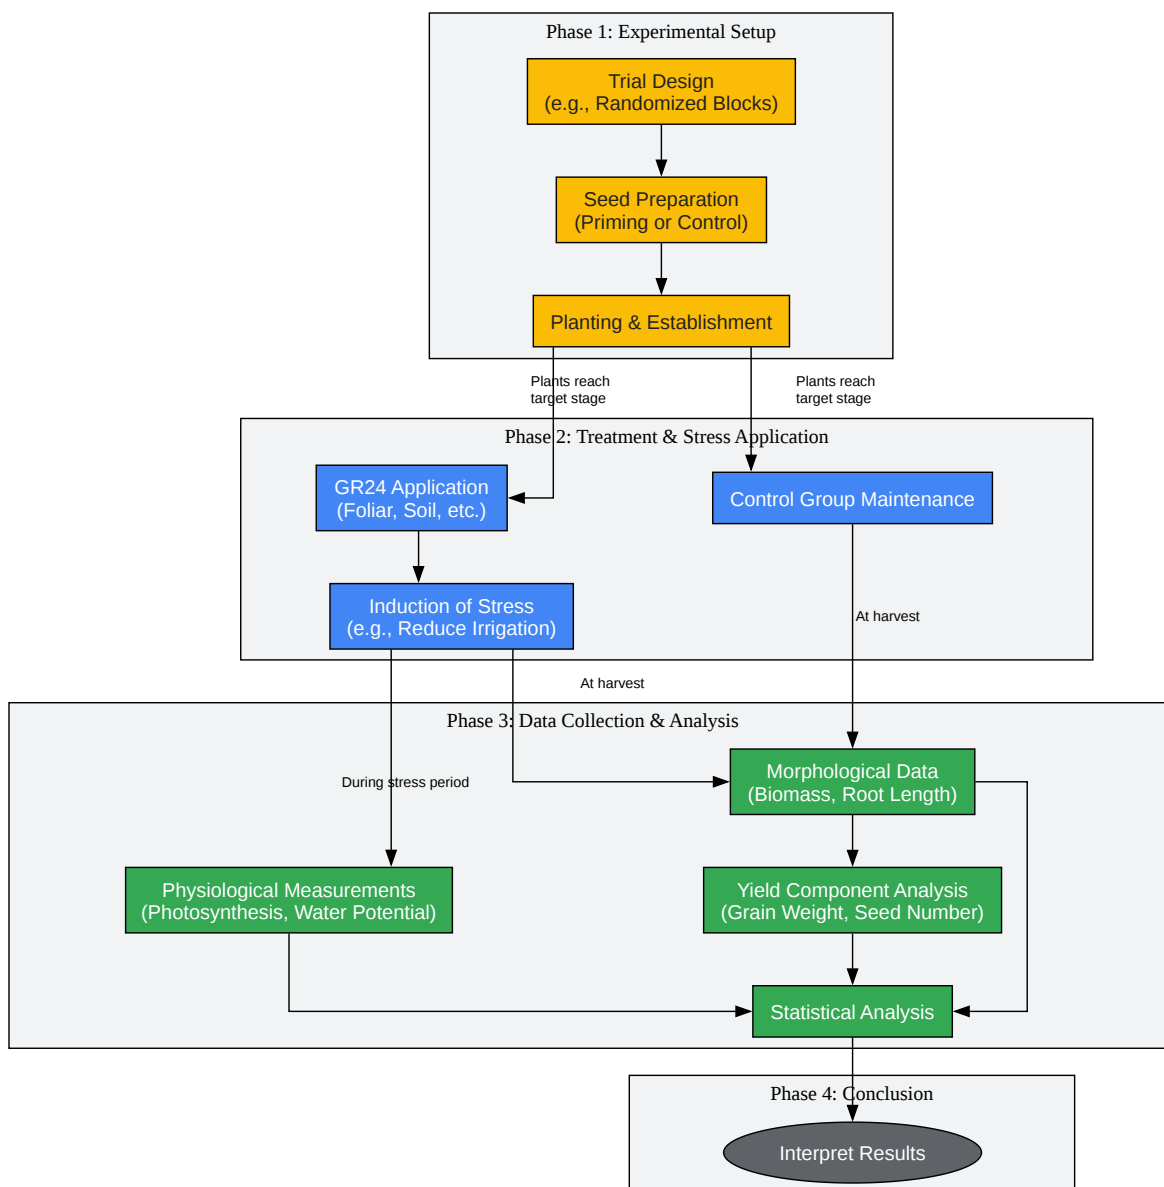 Phase 1: Experimental Setup
Trial Design
(e.g., Randomized Blocks)
Seed Preparation
(Priming or Control)
Planting & Establishment
Plants reach
target stage
Plants reach
target stage
Phase 2: Treatment & Stress Application
GR24 Application
(Foliar, Soil, etc.)
Control Group Maintenance
Induction of Stress
(e.g., Reduce Irrigation)
At harvest
At harvest
Phase 3: Data Collection & Analysis
During stress period
Morphological Data
(Biomass, Root Length)
Physiological Measurements
(Photosynthesis, Water Potential)
Yield Component Analysis
(Grain Weight, Seed Number)
Statistical Analysis
Phase 4: Conclusion
Interpret Results